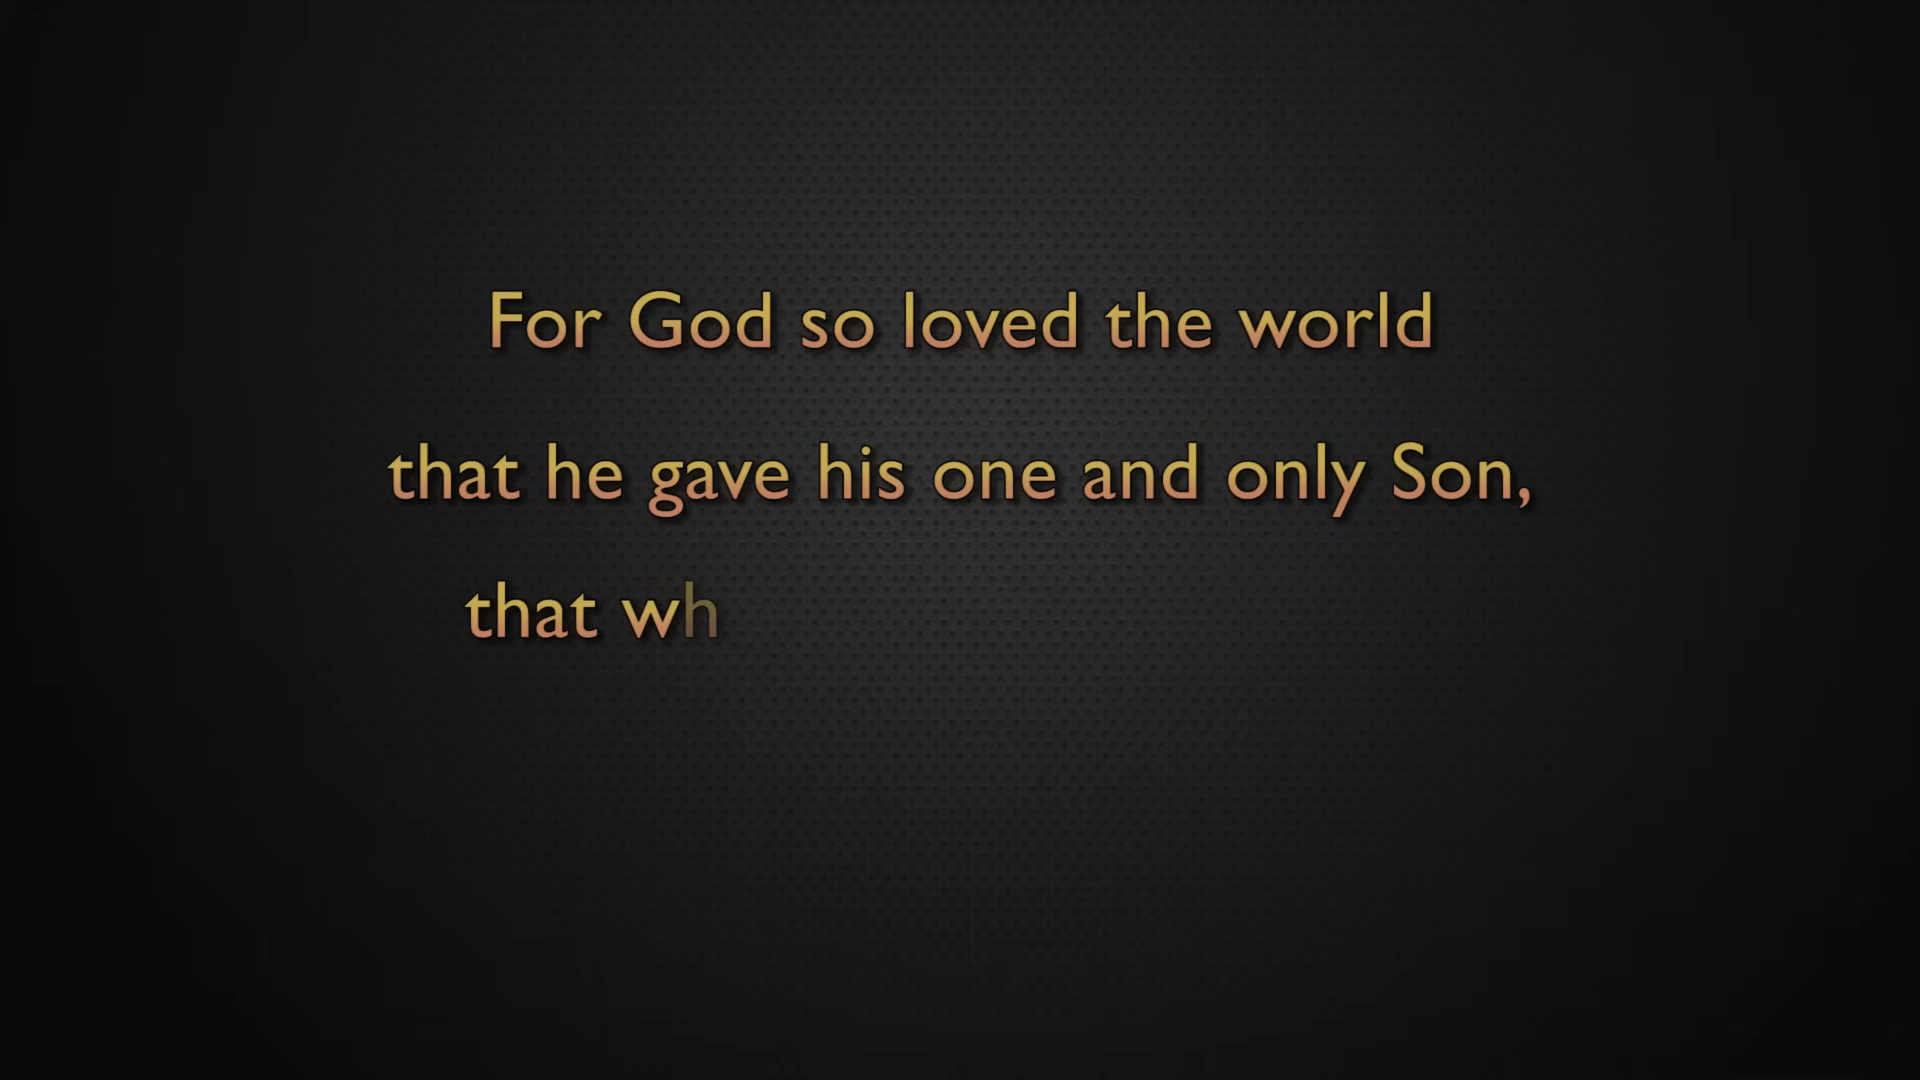 For God so loved the world
that he gave his one and only Son,
that wh